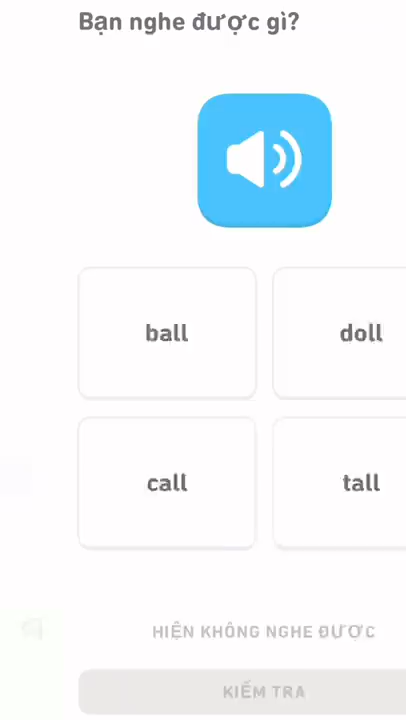 Bạn nghe được gì?
ball
doll
call
tall
HIỆN KHÔNG NGHE ĐƯỢC
KIỂM TRA